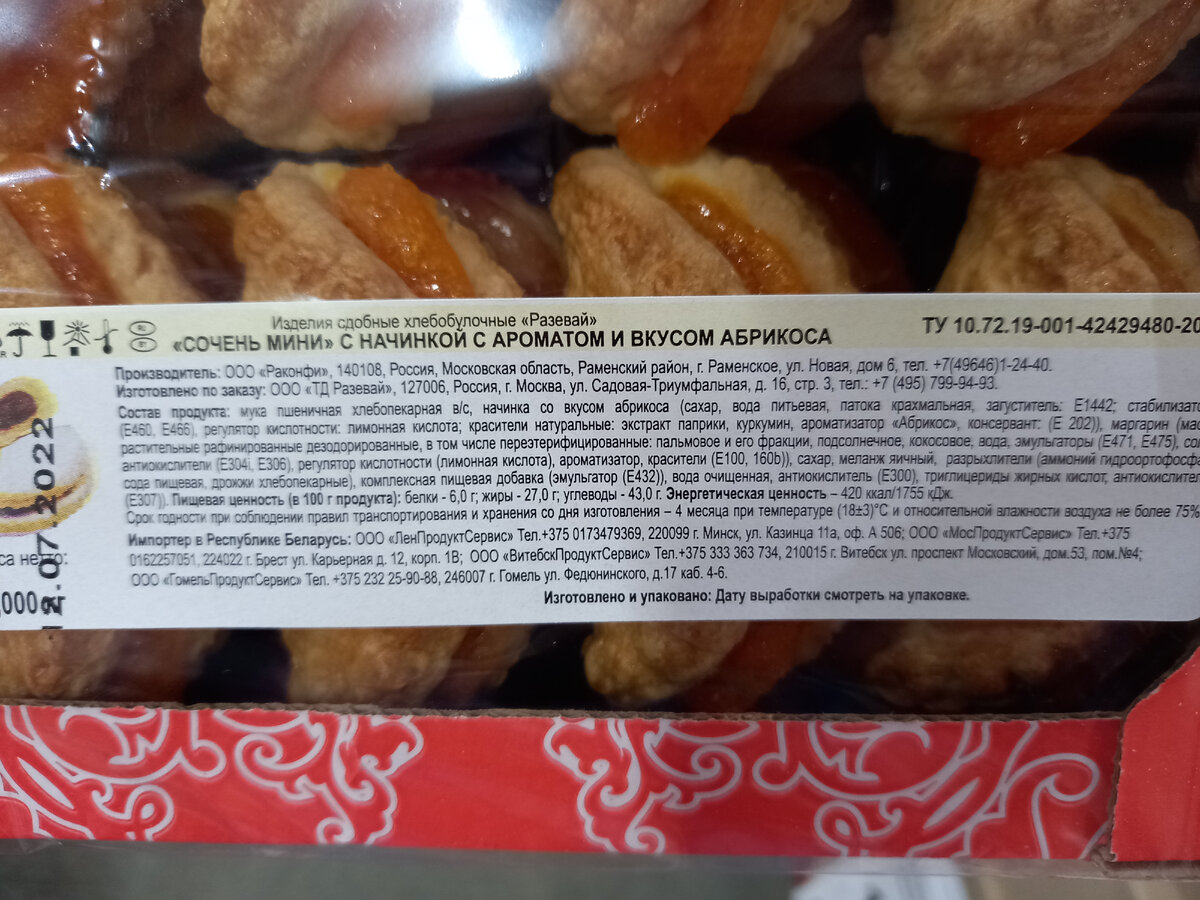 Изделия сдобные хлебобулочные «Разевай»
«СОЧЕНЬ МИНИ» С НАЧИНКОЙ С АРОМАТОМ И ВКУСОМ АБРИКОСА
ТУ 10.72.19-001-42429480-20
Производитель: ООО «Раконфи», 140108, Россия, Московская область, Раменский район, г. Раменское, ул. Новая, дом 6, тел. +7(49646)1-24-40.
Изготовлено по заказу: ООО «ТД Разевай», 127006, Россия, г. Москва, ул. Садовая-Триумфальная, д. 16, стр. 3, тел.: +7 (495) 799-94-93.
Состав продукта: мука пшеничная хлебопекарная в/с, начинка со вкусом абрикоса (сахар, вода питьевая, патока крахмальная, загуститель: Е1442; стабилизато
(Е460, Е466), регулятор кислотности: лимонная кислота; красители натуральные: экстракт паприки, куркумин, ароматизатор «Абрикос», консервант: (Е 202)), маргарин (мас
растительные рафинированные дезодорированные, в том числе переэтерифицированные: пальмовое и его фракции, подсолнечное, кокосовое, вода, эмульгаторы (Е471, Е475), со
антиокислители (Е304i, Е306), регулятор кислотности (лимонная кислота), ароматизатор, красители (Е100, 160b)), сахар, меланж яичный, разрыхлители (аммоний гидроортофосфа
сода пищевая, дрожжи хлебопекарные), комплексная пищевая добавка (эмульгатор (Е432)), вода очищенная, антиокислитель (Е300), триглицериды жирных кислот, антиокислител
(Е307)). Пищевая ценность (в 100 г продукта): белки - 6,0 г; жиры - 27,0 г; углеводы - 43,0 г. Энергетическая ценность – 420 ккал/1755 кДж.
Срок годности при соблюдении правил транспортирования и хранения со дня изготовления – 4 месяца при температуре (18±3)°С и относительной влажности воздуха не более 75%
Импортер в Республике Беларусь: ООО «ЛенПродуктСервис» Тел.+375 0173479369, 220099 г. Минск, ул. Казинца 11а, оф. А 506; ООО «МосПродуктСервис» Тел.+375
0162257051, 224022 г. Брест ул. Карьерная д. 12, корп. 1В; ООО «ВитебскПродуктСервис» Тел.+375 333 363 734, 210015 г. Витебск ул. проспект Московский, дом.53, пом.№4;
ООО «ГомельПродуктСервис» Тел. +375 232 25-90-88, 246007 г. Гомель ул. Федюнинского, д.17 каб. 4-6.
Изготовлено и упаковано: Дату выработки смотреть на упаковке.
са нетто:
,000
12.07.2022